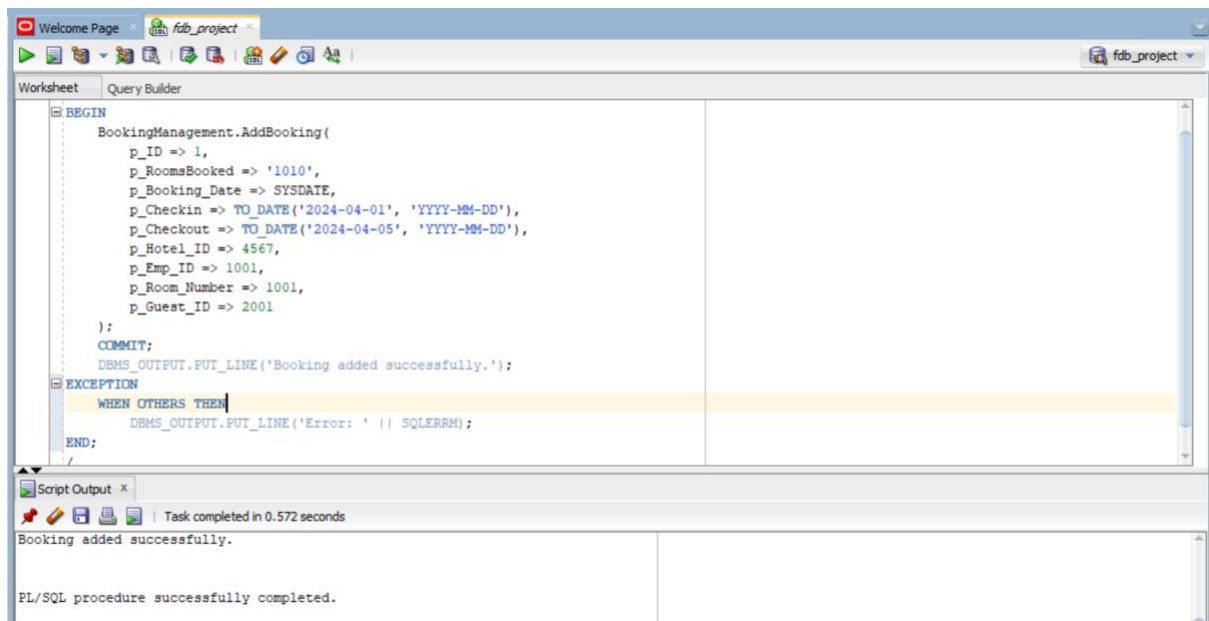 Welcome Page
fdb_project
fdb_project
Worksheet Query Builder
BEGIN
BookingManagement.AddBooking(
p_ID => 1,
p_RoomsBooked => '1010',
p_Booking_Date => SYSDATE,
p_Checkin => TO_DATE('2024-04-01', 'YYYY-MM-DD'),
p_Checkout => TO_DATE('2024-04-05', 'YYYY-MM-DD'),
p_Hotel_ID => 4567,
p_Emp_ID => 1001,
p_Room_Number => 1001,
p_Guest_ID => 2001
);
COMMIT;
DBMS_OUTPUT.PUT_LINE('Booking added successfully.');
EXCEPTION
WHEN OTHERS THEN
DBMS_OUTPUT.PUT_LINE('Error: ' || SQLERRM);
END;
/
Script Output x
Task completed in 0.572 seconds
Booking added successfully.
PL/SQL procedure successfully completed.